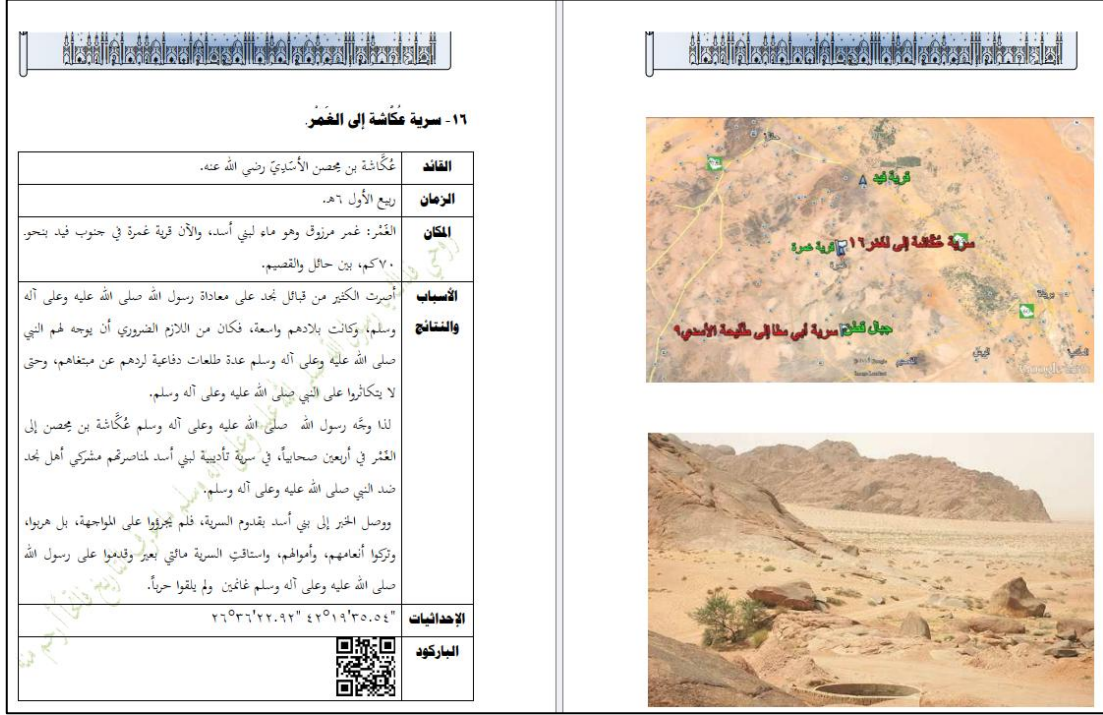 ١٦- سرية عُكَّاشة إلى الغَمْر.
القائد
عُكَّاشة بن محصن الأسَدِيّ رضي الله عنه.
الزمان
ربيع الأول ٦هـ.
المكان
الغَمْر: غمر مرزوق وهو ماء لبني أسد، والآن قرية غمرة في جنوب فيد بنحو.
٧٠كم، بين حائل والقصيم.
الأسباب
والنتائج
أصرت الكثير من قبائل نجد على معاداة رسول الله صلى الله عليه وعلى آله
وسلم، وكانت بلادهم واسعة، فكان من اللازم الضروري أن يوجه لهم النبي
صلى الله عليه وعلى آله وسلم عدة طلعات دفاعية لردهم عن مبتغاهم، وحتى
لا يتكاثروا على النبي صلى الله عليه وعلى آله وسلم.
لذا وجَّه رسول الله صلى الله عليه وعلى آله وسلم عُكَّاشة بن محصن إلى
الغَمْر في أربعين صحابياً، في سرية تأديبية لبني أسد لمناصرتهم مشركي أهل نجد
ضد النبي صلى الله عليه وعلى آله وسلم.
ووصل الخبر إلى بني أسد بقدوم السرية، فلم يجرؤوا على المواجهة، بل هربوا،
وتركوا أنعامهم، وأموالهم، واستاقتِ السرية مائتي بعير وقدموا على رسول الله
صلى الله عليه وعلى آله وسلم غانمين ولم يلقوا حرباً.
الإحداثيات
٢٦°٣٦'٢٢.٩٢" ٤٢°١٩'٣٥.٥٤"
الباركود
قرية فيد
سرية عُكَّاشة إلى لغمر ١٦
قرية غمرة
جبال قطن
سرية أبي سلما إلى طليحة الأسدي ٩
القصيم
Google